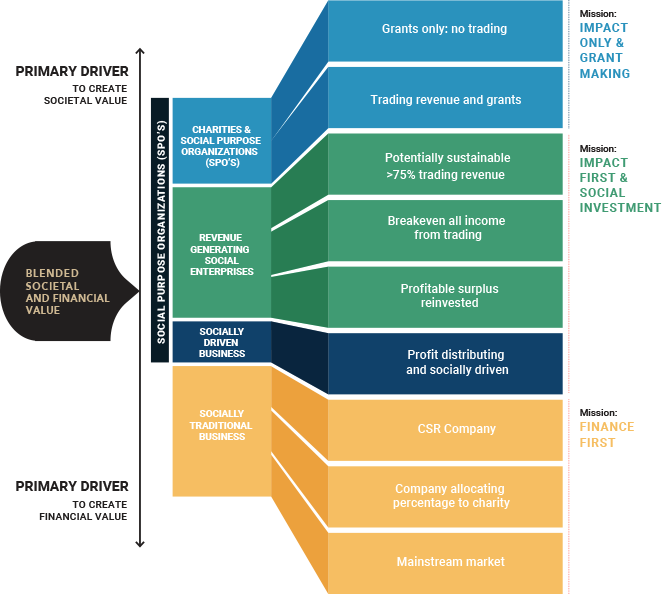 PRIMARY DRIVER
TO CREATE
SOCIETAL VALUE
BLENDED
SOCIETAL
AND FINANCIAL
VALUE
PRIMARY DRIVER
TO CREATE
FINANCIAL VALUE
SOCIAL PURPOSE ORGANIZATIONS (SPO'S)
CHARITIES &
SOCIAL PURPOSE
ORGANIZATIONS
(SPO'S)
REVENUE
GENERATING
SOCIAL
ENTERPRISES
SOCIALLY
DRIVEN
BUSINESS
SOCIALLY
TRADITIONAL
BUSINESS
Grants only: no trading
Trading revenue and grants
Potentially sustainable
>75% trading revenue
Breakeven all income
from trading
Profitable surplus
reinvested
Profit distributing
and socially driven
CSR Company
Company allocating
percentage to charity
Mainstream market
Mission:
IMPACT
ONLY &
GRANT
MAKING
Mission:
IMPACT
FIRST &
SOCIAL
INVESTMENT
Mission:
FINANCE
FIRST